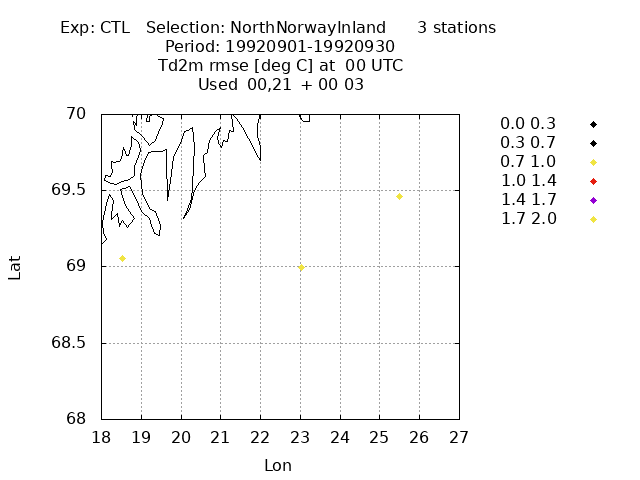 Exp: CTL   Selection: NorthNorwayInland      3 stations
Period: 19920901-19920930
Td2m rmse [deg C] at  00 UTC
Used  00,21  + 00 03
70
69.5
69
68.5
68
18 19 20 21 22 23 24 25 26 27
Lat
Lon
0.0 0.3
0.3 0.7
0.7 1.0
1.0 1.4
1.4 1.7
1.7 2.0